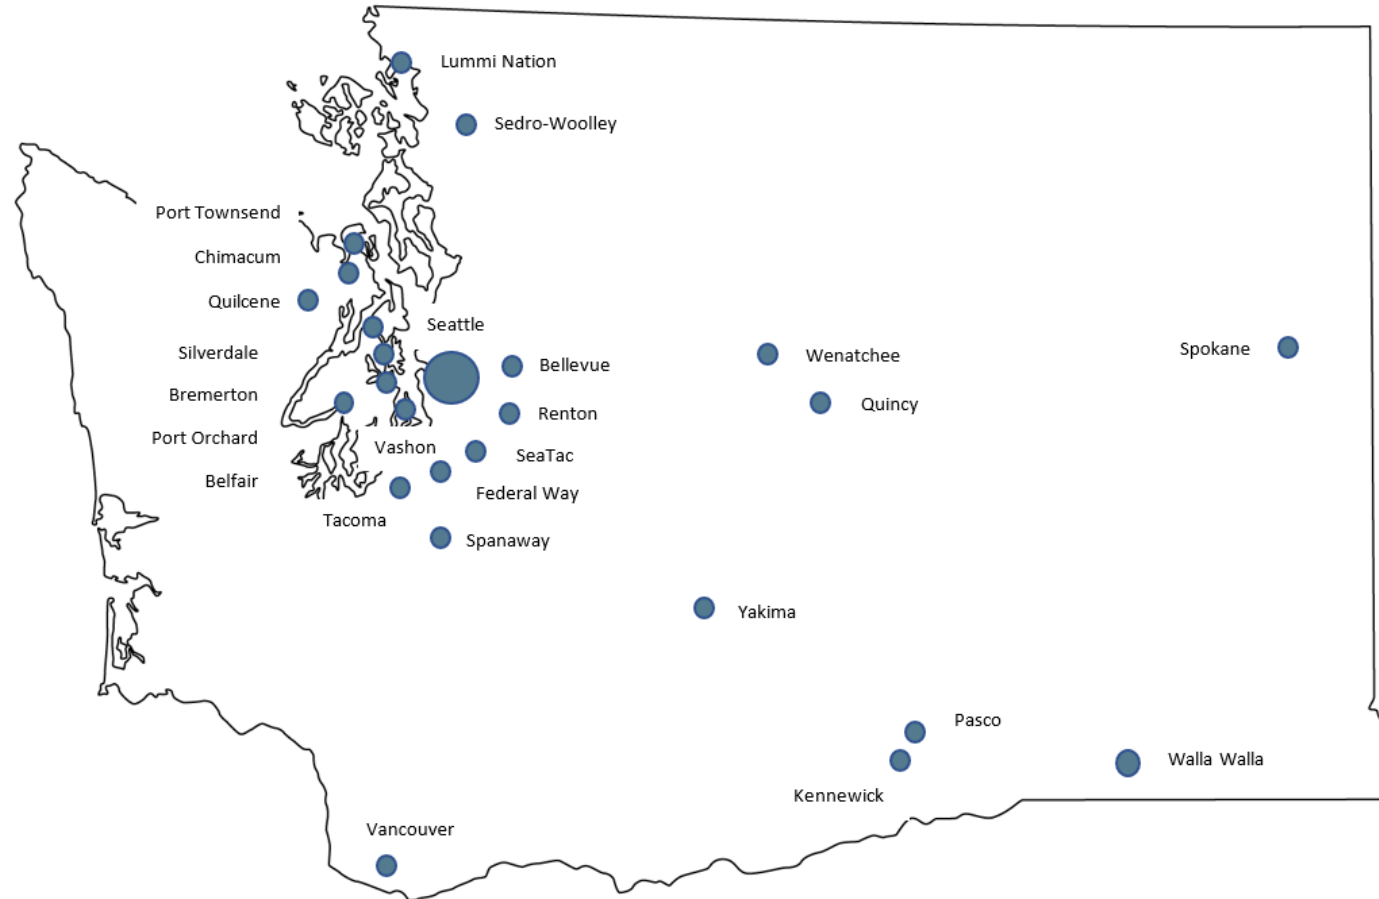 Lummi Nation
Sedro-Woolley
Port Townsend
Chimacum
Quilcene
Seattle
Silverdale
Bellevue
Wenatchee
Spokane
Bremerton
Quincy
Renton
Port Orchard
Vashon
SeaTac
Belfair
Federal Way
Tacoma
Spanaway
Yakima
Pasco
Walla Walla
Kennewick
Vancouver